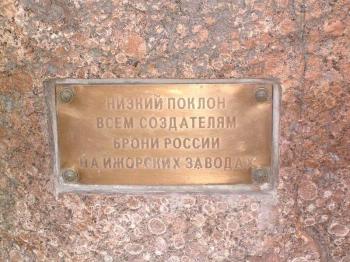 НИЗКИЙ ПОКЛОН
ВСЕМ СОЗДАТЕЛЯМ
БРОНИ РОССИИ
НА ИЖОРСКИХ ЗАВОДАХ